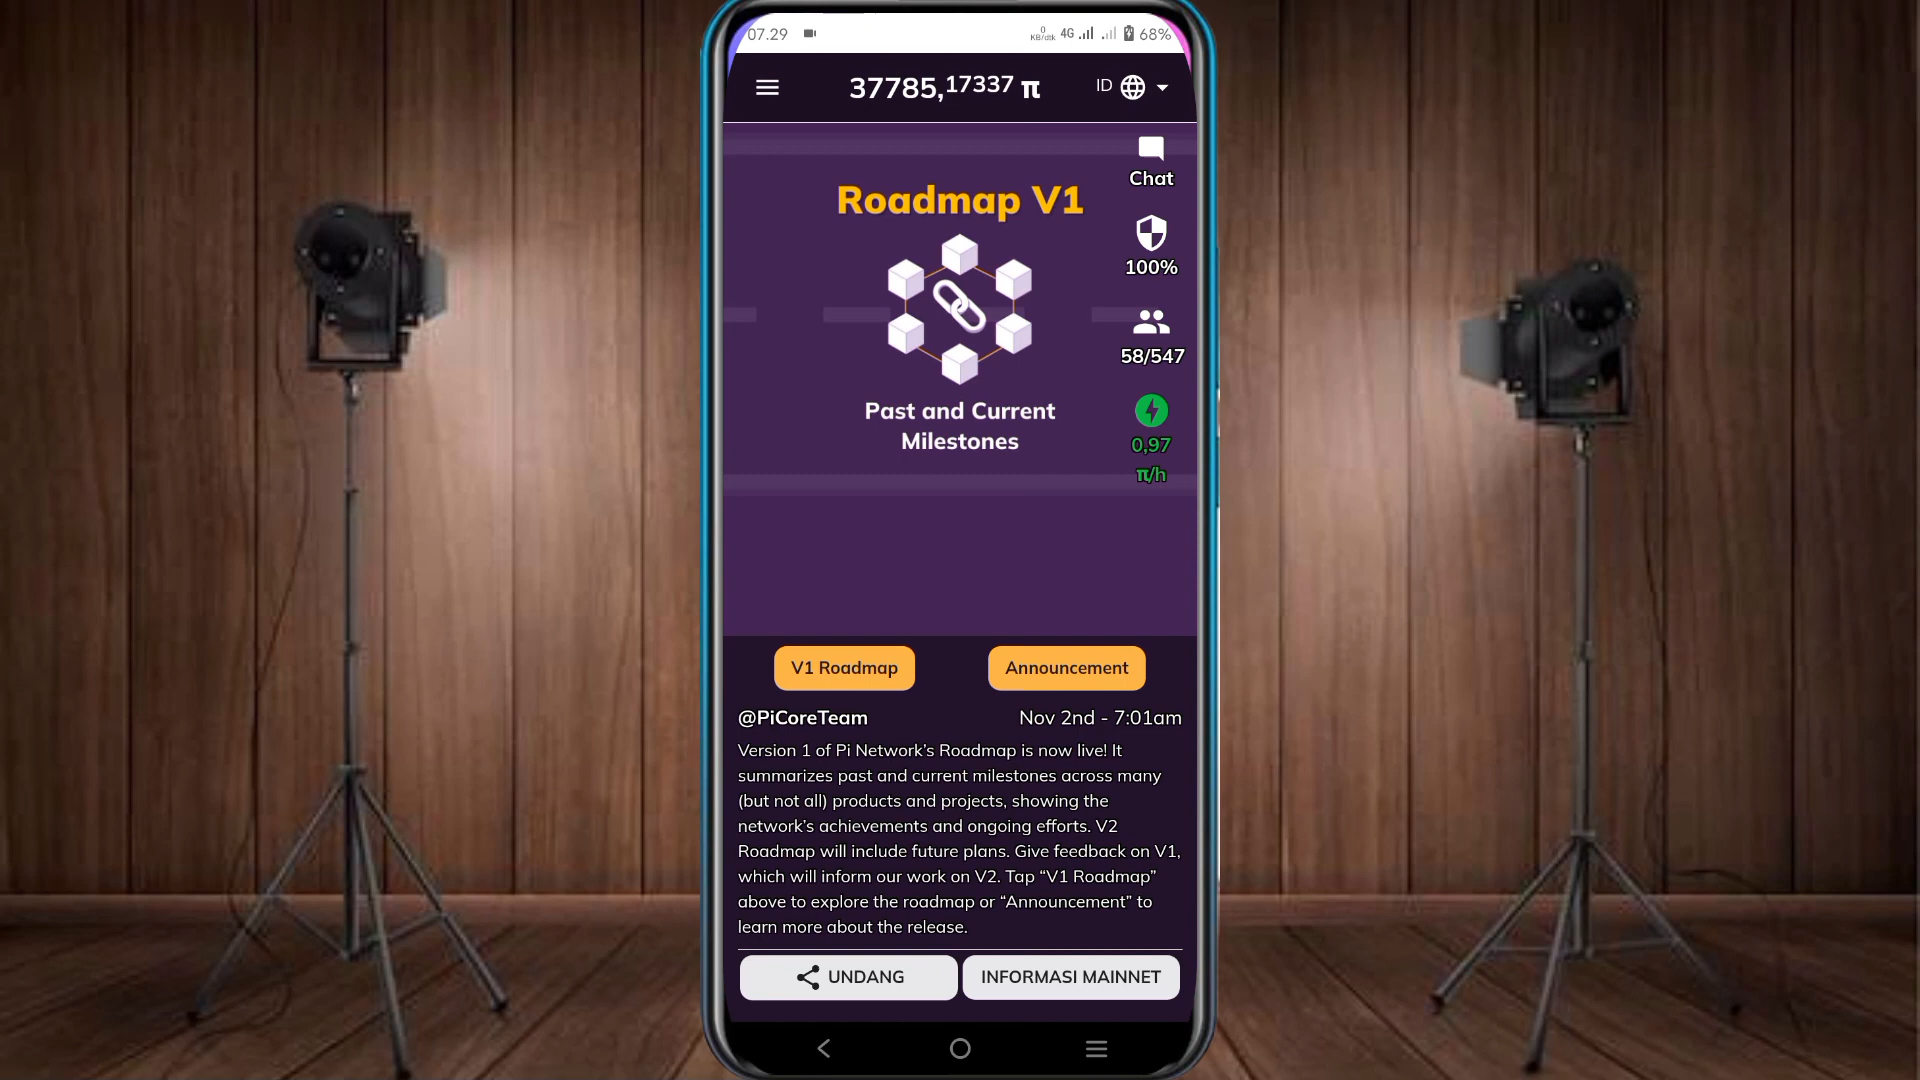 07.29 0 KB/dtk 4G 68%
37785,17337 π ID
Chat
Roadmap V1
100%
58/547
Past and Current
Milestones
0,97
π/h
V1 Roadmap Announcement
@PiCoreTeam Nov 2nd - 7:01am
Version 1 of Pi Network’s Roadmap is now live! It
summarizes past and current milestones across many
(but not all) products and projects, showing the
network’s achievements and ongoing efforts. V2
Roadmap will include future plans. Give feedback on V1,
which will inform our work on V2. Tap “V1 Roadmap”
above to explore the roadmap or “Announcement” to
learn more about the release.
UNDANG INFORMASI MAINNET